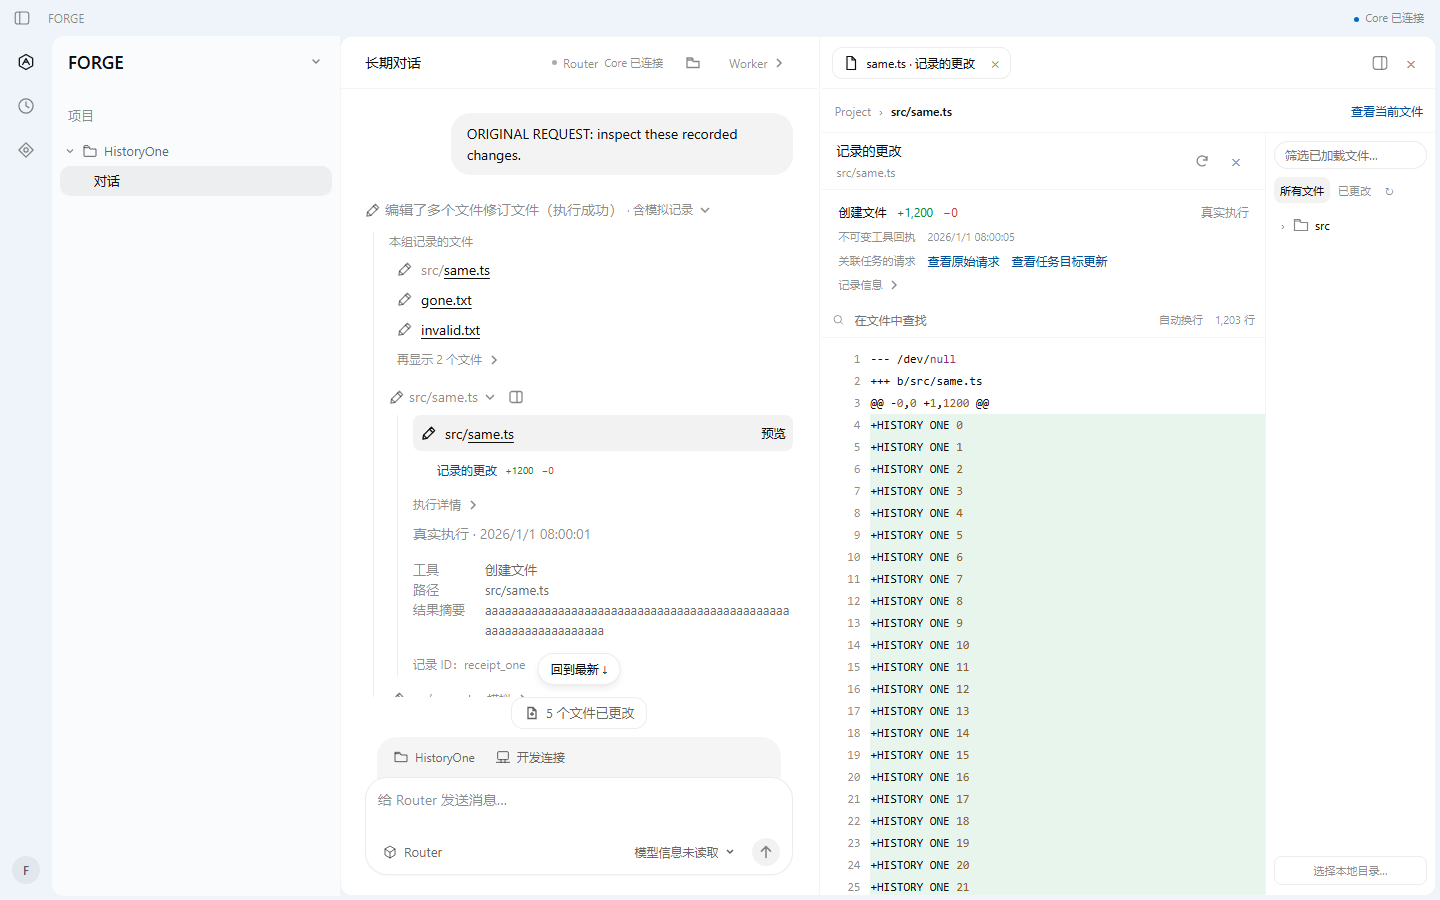 FORGE
Core 已连接
FORGE
项目
HistoryOne
对话
F
长期对话
Router Core 已连接
Worker
ORIGINAL REQUEST: inspect these recorded
changes.
编辑了多个文件修订文件（执行成功） · 含模拟记录
本组记录的文件
src/same.ts
gone.txt
invalid.txt
再显示 2 个文件
src/same.ts
src/same.ts 预览
记录的更改 +1200 −0
执行详情
真实执行 · 2026/1/1 08:00:01
工具 创建文件
路径 src/same.ts
结果摘要
记录 ID：receipt_one
回到最新 ↓
5 个文件已更改
HistoryOne 开发连接
给 Router 发送消息...
Router 模型信息未读取
same.ts · 记录的更改 ×
×
Project › src/same.ts 查看当前文件
记录的更改
src/same.ts
×
创建文件 +1,200 −0 真实执行
不可变工具回执 2026/1/1 08:00:05
关联任务的请求 查看原始请求 查看任务目标更新
记录信息
在文件中查找 自动换行 1,203 行
1 --- /dev/null
2 +++ b/src/same.ts
3 @@ -0,0 +1,1200 @@
4 +HISTORY ONE 0
5 +HISTORY ONE 1
6 +HISTORY ONE 2
7 +HISTORY ONE 3
8 +HISTORY ONE 4
9 +HISTORY ONE 5
10 +HISTORY ONE 6
11 +HISTORY ONE 7
12 +HISTORY ONE 8
13 +HISTORY ONE 9
14 +HISTORY ONE 10
15 +HISTORY ONE 11
16 +HISTORY ONE 12
17 +HISTORY ONE 13
18 +HISTORY ONE 14
19 +HISTORY ONE 15
20 +HISTORY ONE 16
21 +HISTORY ONE 17
22 +HISTORY ONE 18
23 +HISTORY ONE 19
24 +HISTORY ONE 20
25 +HISTORY ONE 21
筛选已加载文件...
所有文件 已更改 ↻
› src
选择本地目录...